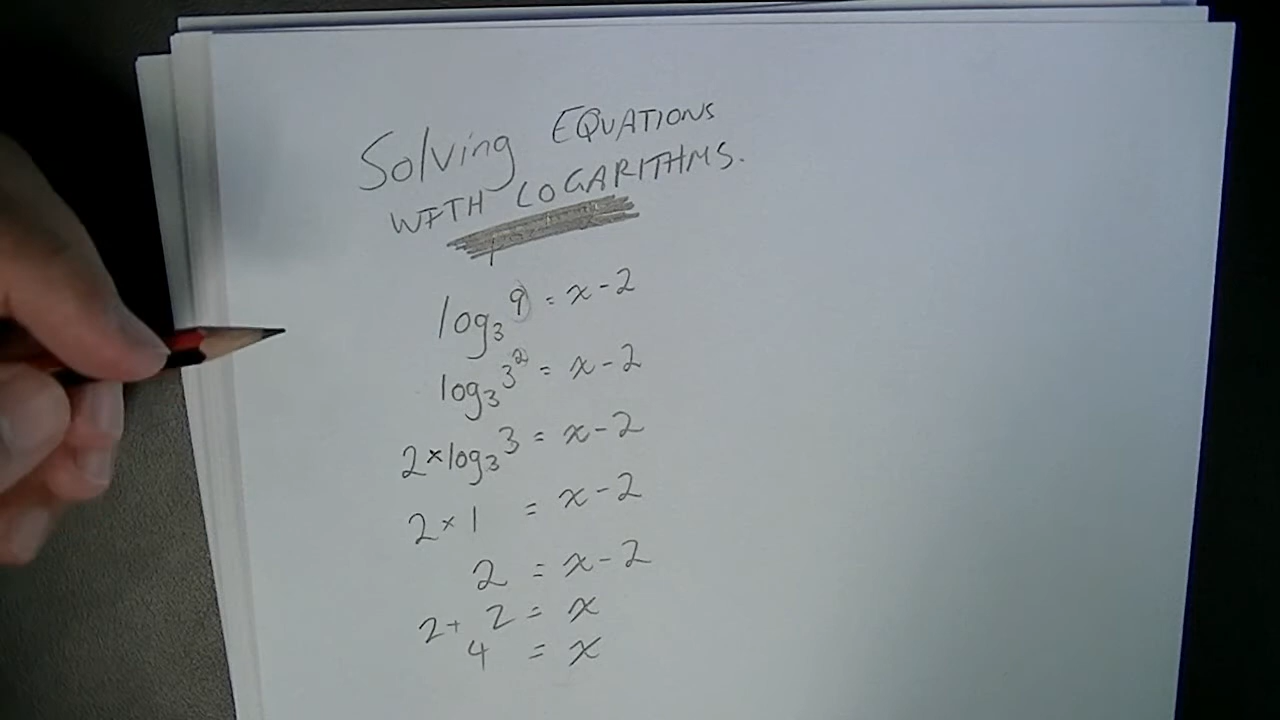 Solving EQUATIONS
WITH LOGARITHMS.
log₃ 9 = x - 2
log₃ 3² = x - 2
2 × log₃ 3 = x - 2
2 × 1 = x - 2
2 = x - 2
2 + 2 = x
4 = x